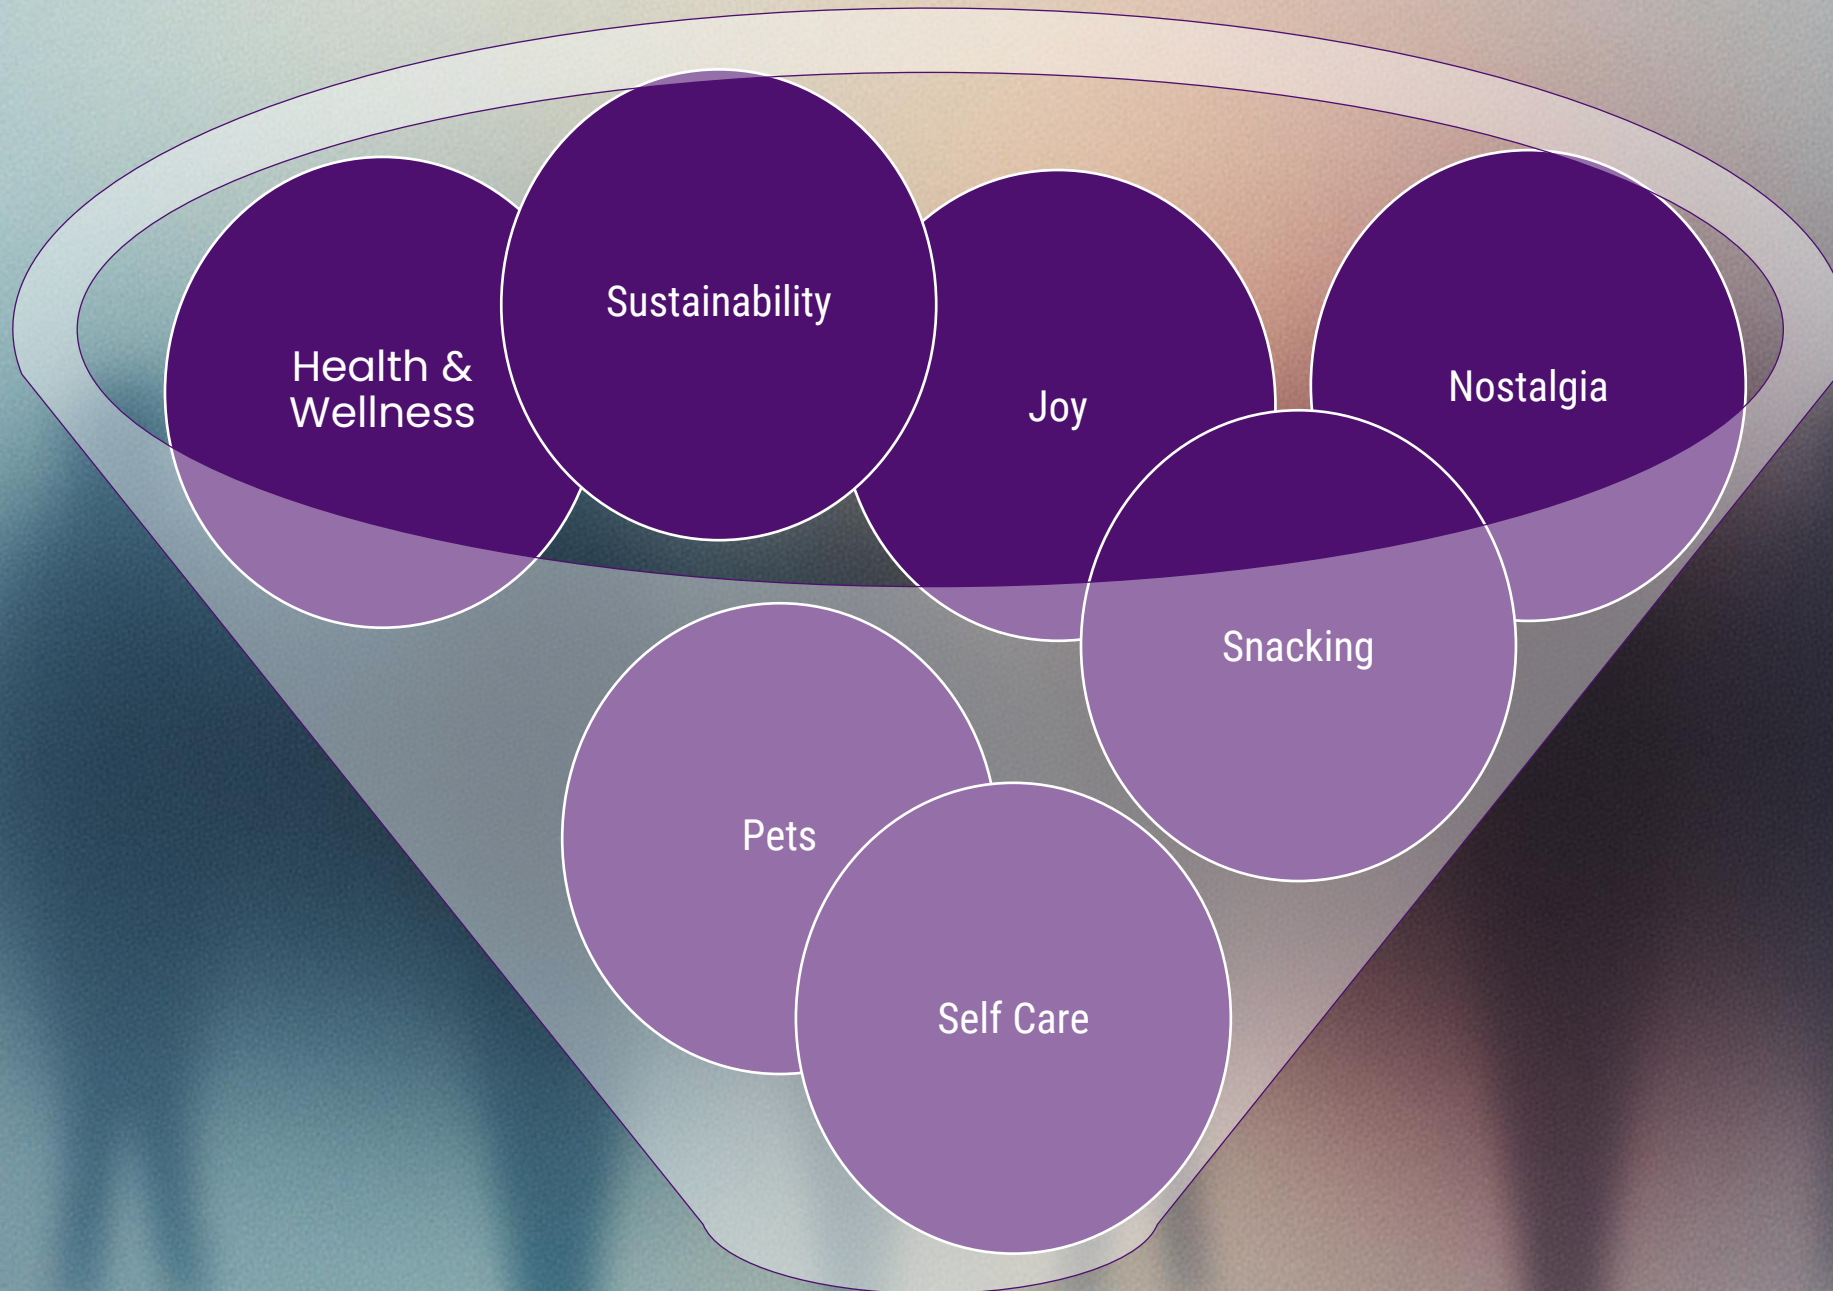 Health &
Wellness
Sustainability
Joy
Nostalgia
Snacking
Pets
Self Care